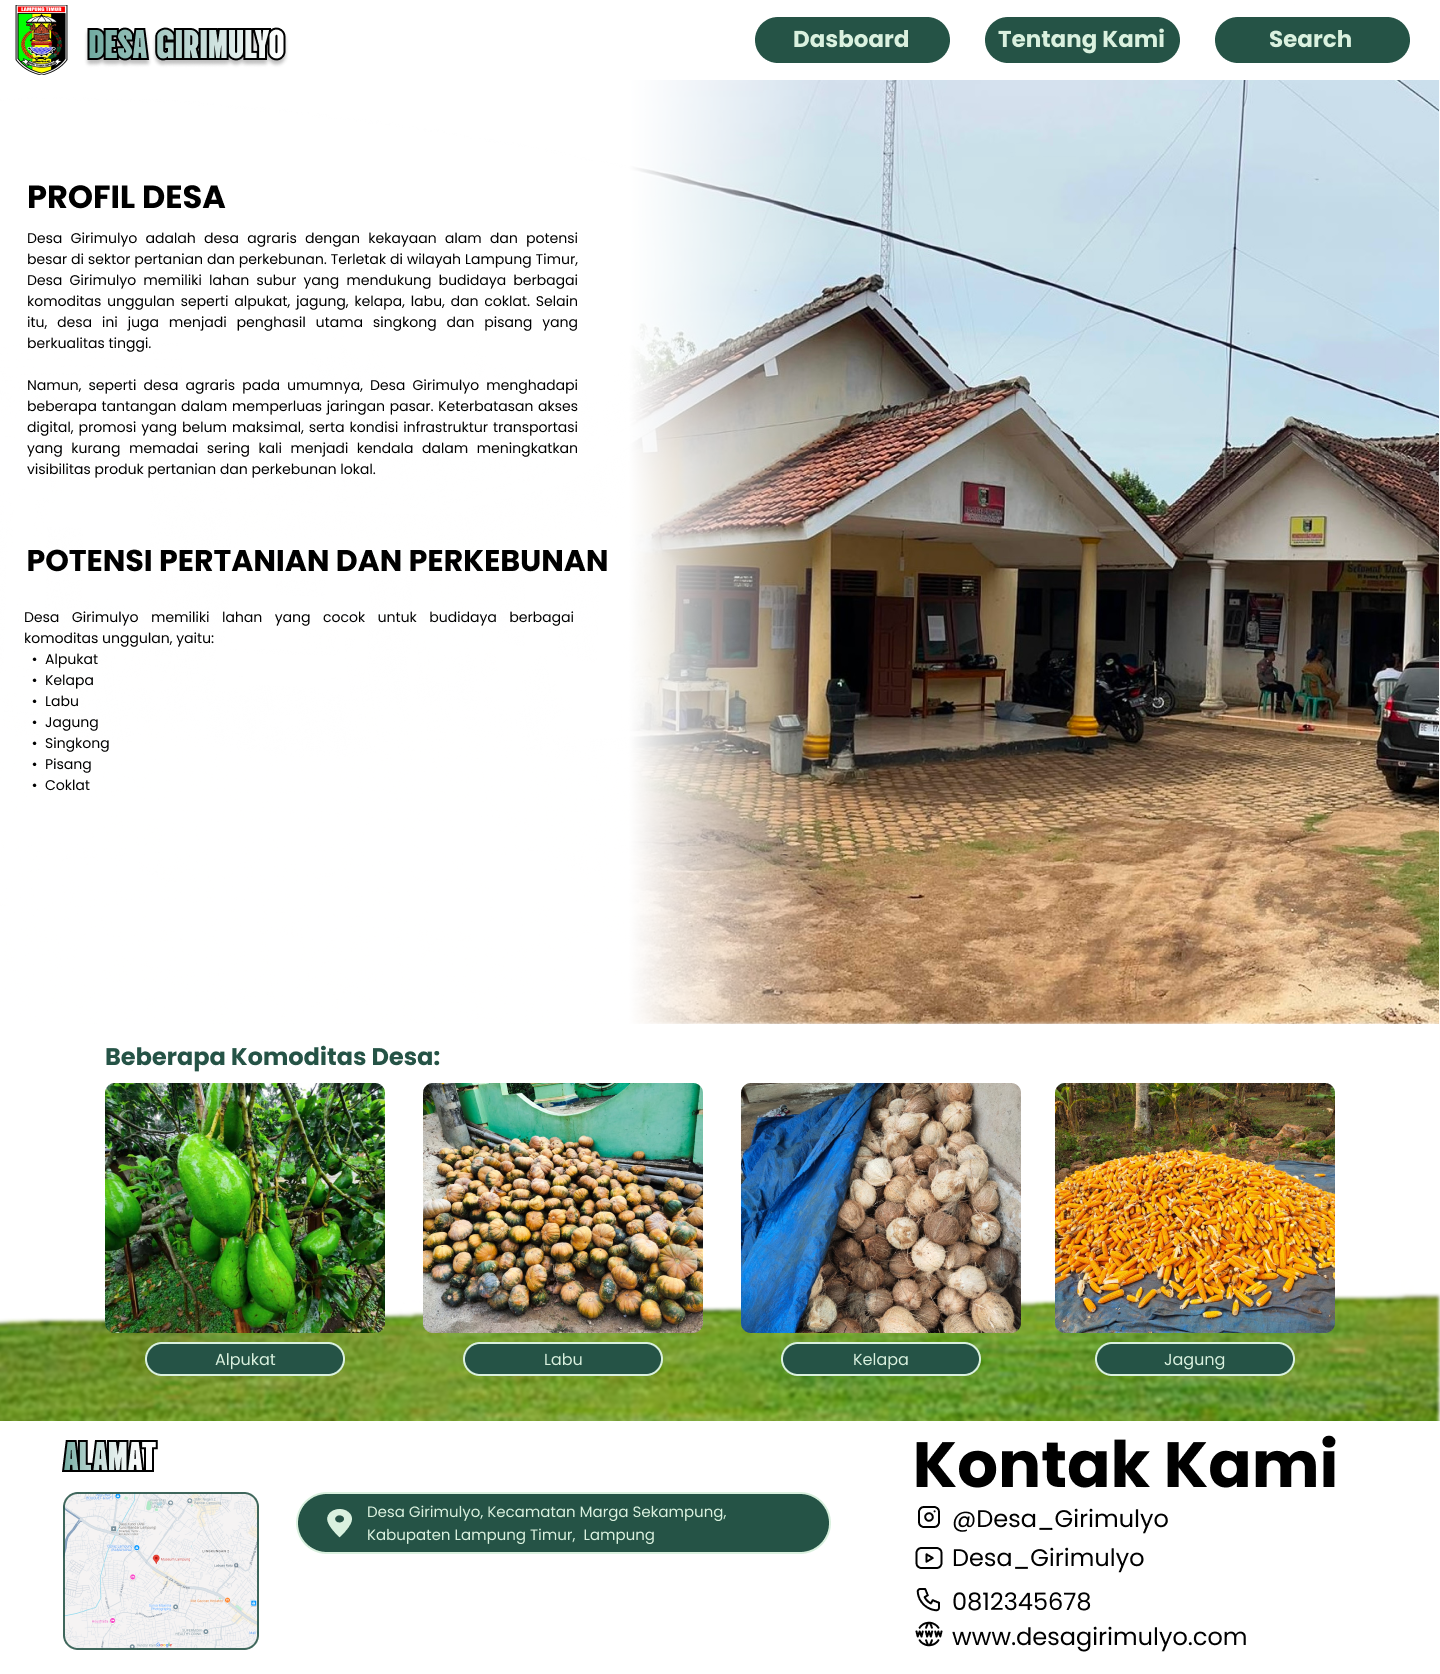 LAMPUNG TIMUR
DESA GIRIMULYO
Dasboard
Tentang Kami
Search
PROFIL DESA
Desa Girimulyo adalah desa agraris dengan kekayaan alam dan potensi
besar di sektor pertanian dan perkebunan. Terletak di wilayah Lampung Timur,
Desa Girimulyo memiliki lahan subur yang mendukung budidaya berbagai
komoditas unggulan seperti alpukat, jagung, kelapa, labu, dan coklat. Selain
itu, desa ini juga menjadi penghasil utama singkong dan pisang yang
berkualitas tinggi.
Namun, seperti desa agraris pada umumnya, Desa Girimulyo menghadapi
beberapa tantangan dalam memperluas jaringan pasar. Keterbatasan akses
digital, promosi yang belum maksimal, serta kondisi infrastruktur transportasi
yang kurang memadai sering kali menjadi kendala dalam meningkatkan
visibilitas produk pertanian dan perkebunan lokal.
POTENSI PERTANIAN DAN PERKEBUNAN
Desa Girimulyo memiliki lahan yang cocok untuk budidaya berbagai
komoditas unggulan, yaitu:
• Alpukat
• Kelapa
• Labu
• Jagung
• Singkong
• Pisang
• Coklat
Beberapa Komoditas Desa:
Alpukat
Labu
Kelapa
Jagung
ALAMAT
Desa Girimulyo, Kecamatan Marga Sekampung,
Kabupaten Lampung Timur, Lampung
Kontak Kami
@Desa_Girimulyo
Desa_Girimulyo
0812345678
www.desagirimulyo.com